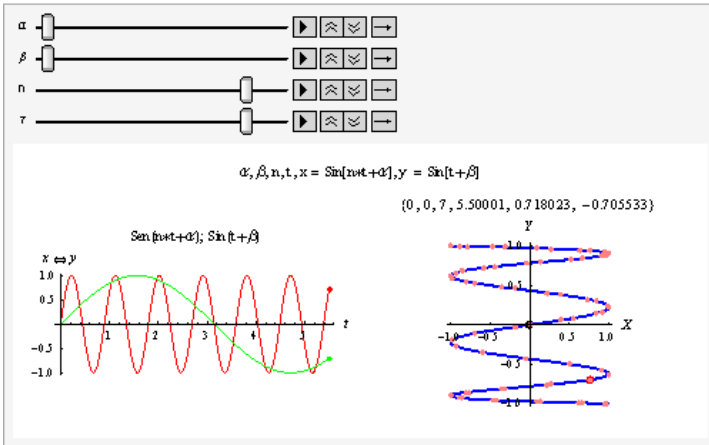 α
β
n
τ
α, β, n, t, x = Sin[n*t+α], y = Sin[t+β]
{0, 0, 7, 5.50001, 0.718023, -0.705533}
Sen(n*t+α); Sin(t+β)
x ⇔ y
1.0
0.5
-0.5
-1.0
1 2 3 4 5 t
Y
1.0
0.5
-1.0 -0.5 0.5 1.0 X
-0.5
-1.0